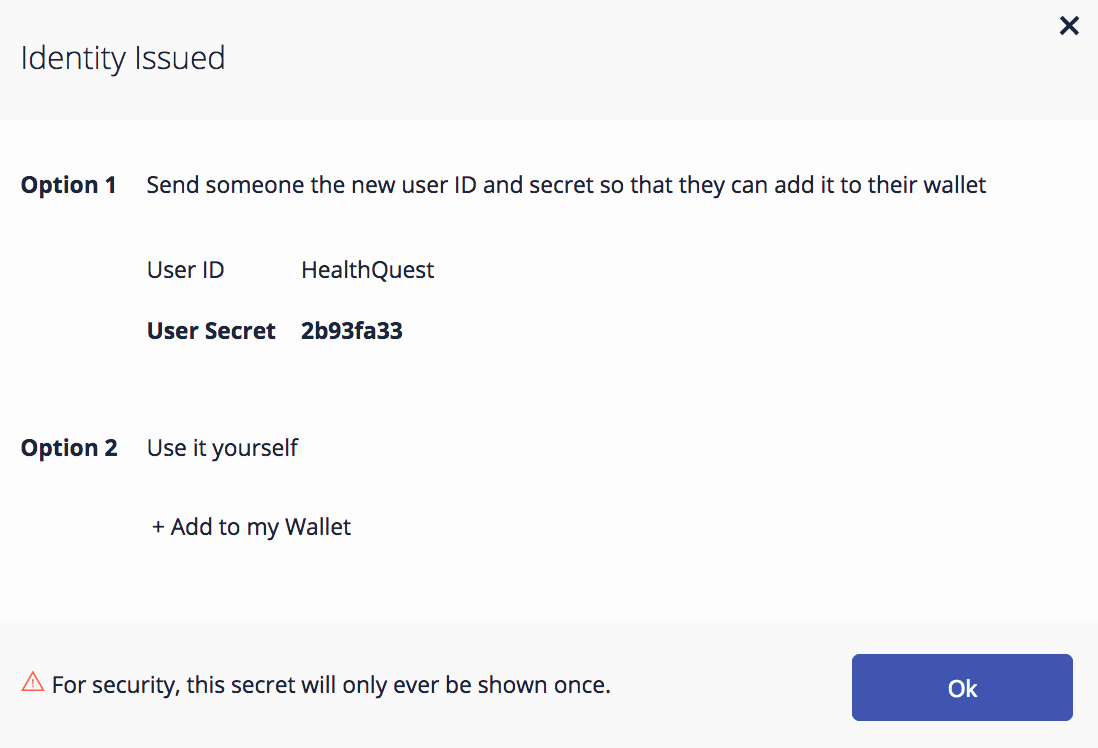 Identity Issued
Option 1 Send someone the new user ID and secret so that they can add it to their wallet
User ID HealthQuest
User Secret 2b93fa33
Option 2 Use it yourself
+ Add to my Wallet
For security, this secret will only ever be shown once.
Ok